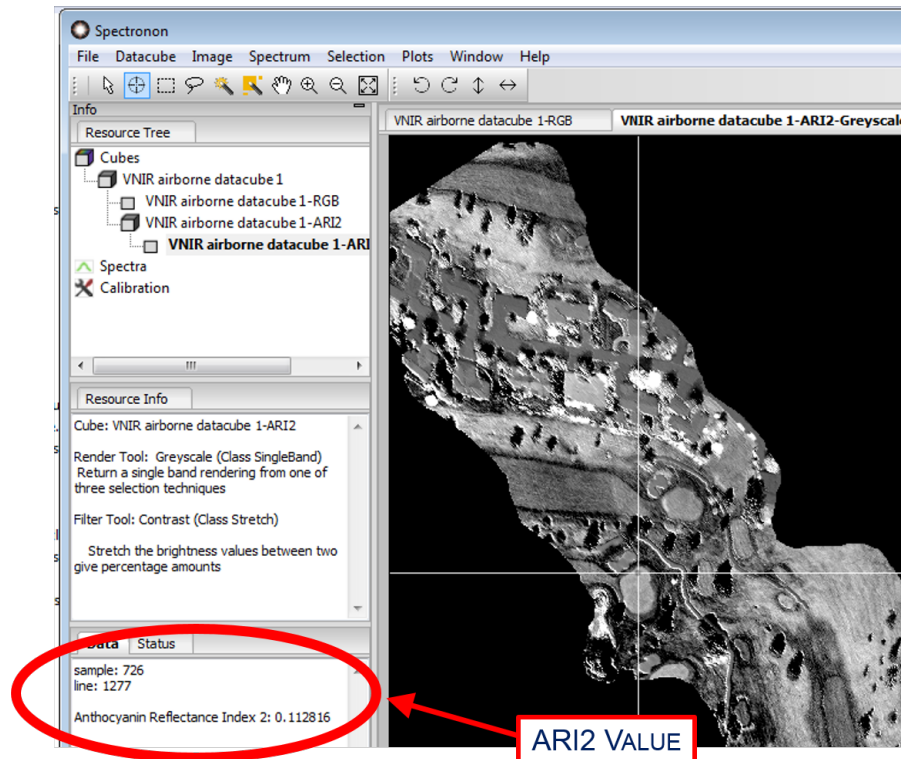 Spectronon
File Datacube Image Spectrum Selection Plots Window Help
Info
Resource Tree
Cubes
VNIR airborne datacube 1
VNIR airborne datacube 1-RGB
VNIR airborne datacube 1-ARI2
VNIR airborne datacube 1-ARI
Spectra
Calibration
Resource Info
Cube: VNIR airborne datacube 1-ARI2
Render Tool: Greyscale (Class SingleBand)
Return a single band rendering from one of
three selection techniques
Filter Tool: Contrast (Class Stretch)
Stretch the brightness values between two
give percentage amounts
Data Status
sample: 726
line: 1277
Anthocyanin Reflectance Index 2: 0.112816
VNIR airborne datacube 1-RGB VNIR airborne datacube 1-ARI2-Greyscale
ARI2 VALUE